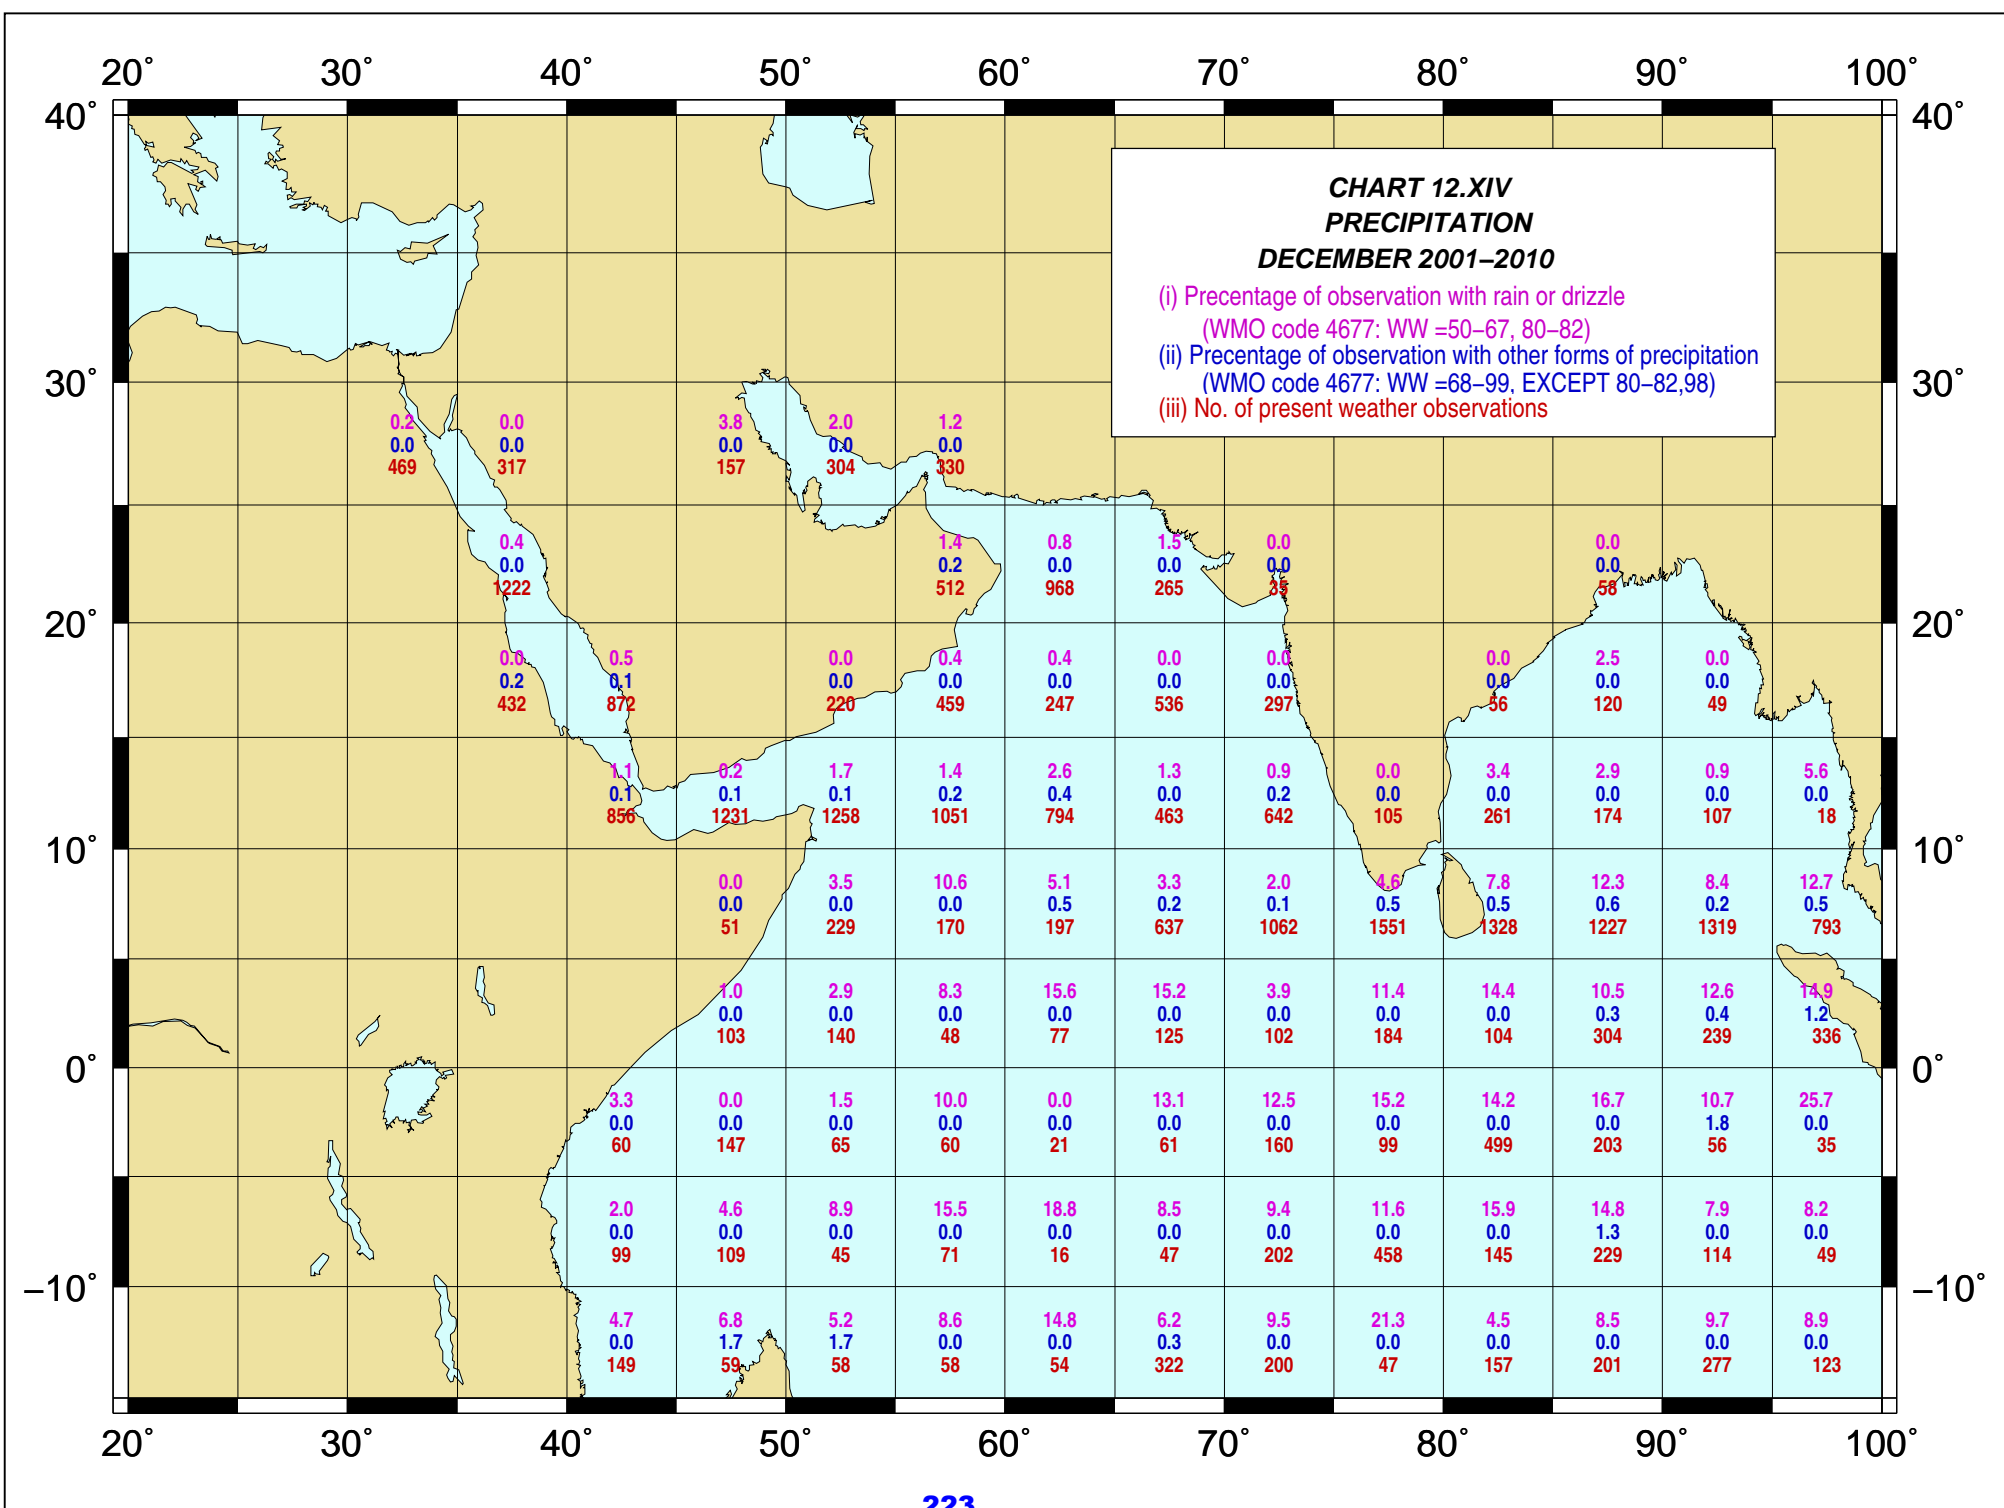 20° 30° 40° 50° 60° 70° 80° 90° 100°
40° 40°
CHART 12.XIV
PRECIPITATION
DECEMBER 2001–2010
(i) Precentage of observation with rain or drizzle
(WMO code 4677: WW =50–67, 80–82)
(ii) Precentage of observation with other forms of precipitation
(WMO code 4677: WW =68–99, EXCEPT 80–82,98)
(iii) No. of present weather observations
30° 30°
0.2 0.0 3.8 2.0 1.2
0.0 0.0 0.0 0.0 0.0
469 317 157 304 330
0.4 1.4 0.8 1.5 0.0 0.0
0.0 0.2 0.0 0.0 0.0 0.0
1222 512 968 265 35 58
20° 20°
0.0 0.5 0.0 0.4 0.4 0.0 0.0 0.0 2.5 0.0
0.2 0.1 0.0 0.0 0.0 0.0 0.0 0.0 0.0 0.0
432 872 220 459 247 536 297 56 120 49
1.1 0.2 1.7 1.4 2.6 1.3 0.9 0.0 3.4 2.9 0.9 5.6
0.1 0.1 0.1 0.2 0.4 0.0 0.2 0.0 0.0 0.0 0.0 0.0
856 1231 1258 1051 794 463 642 105 261 174 107 18
10° 10°
0.0 3.5 10.6 5.1 3.3 2.0 4.6 7.8 12.3 8.4 12.7
0.0 0.0 0.0 0.5 0.2 0.1 0.5 0.5 0.6 0.2 0.5
51 229 170 197 637 1062 1551 1328 1227 1319 793
1.0 2.9 8.3 15.6 15.2 3.9 11.4 14.4 10.5 12.6 14.9
0.0 0.0 0.0 0.0 0.0 0.0 0.0 0.0 0.3 0.4 1.2
103 140 48 77 125 102 184 104 304 239 336
0° 0°
3.3 0.0 1.5 10.0 0.0 13.1 12.5 15.2 14.2 16.7 10.7 25.7
0.0 0.0 0.0 0.0 0.0 0.0 0.0 0.0 0.0 0.0 1.8 0.0
60 147 65 60 21 61 160 99 499 203 56 35
2.0 4.6 8.9 15.5 18.8 8.5 9.4 11.6 15.9 14.8 7.9 8.2
0.0 0.0 0.0 0.0 0.0 0.0 0.0 0.0 0.0 1.3 0.0 0.0
99 109 45 71 16 47 202 458 145 229 114 49
–10° –10°
4.7 6.8 5.2 8.6 14.8 6.2 9.5 21.3 4.5 8.5 9.7 8.9
0.0 1.7 1.7 0.0 0.0 0.3 0.0 0.0 0.0 0.0 0.0 0.0
149 59 58 58 54 322 200 47 157 201 277 123
20° 30° 40° 50° 60° 70° 80° 90° 100°
223